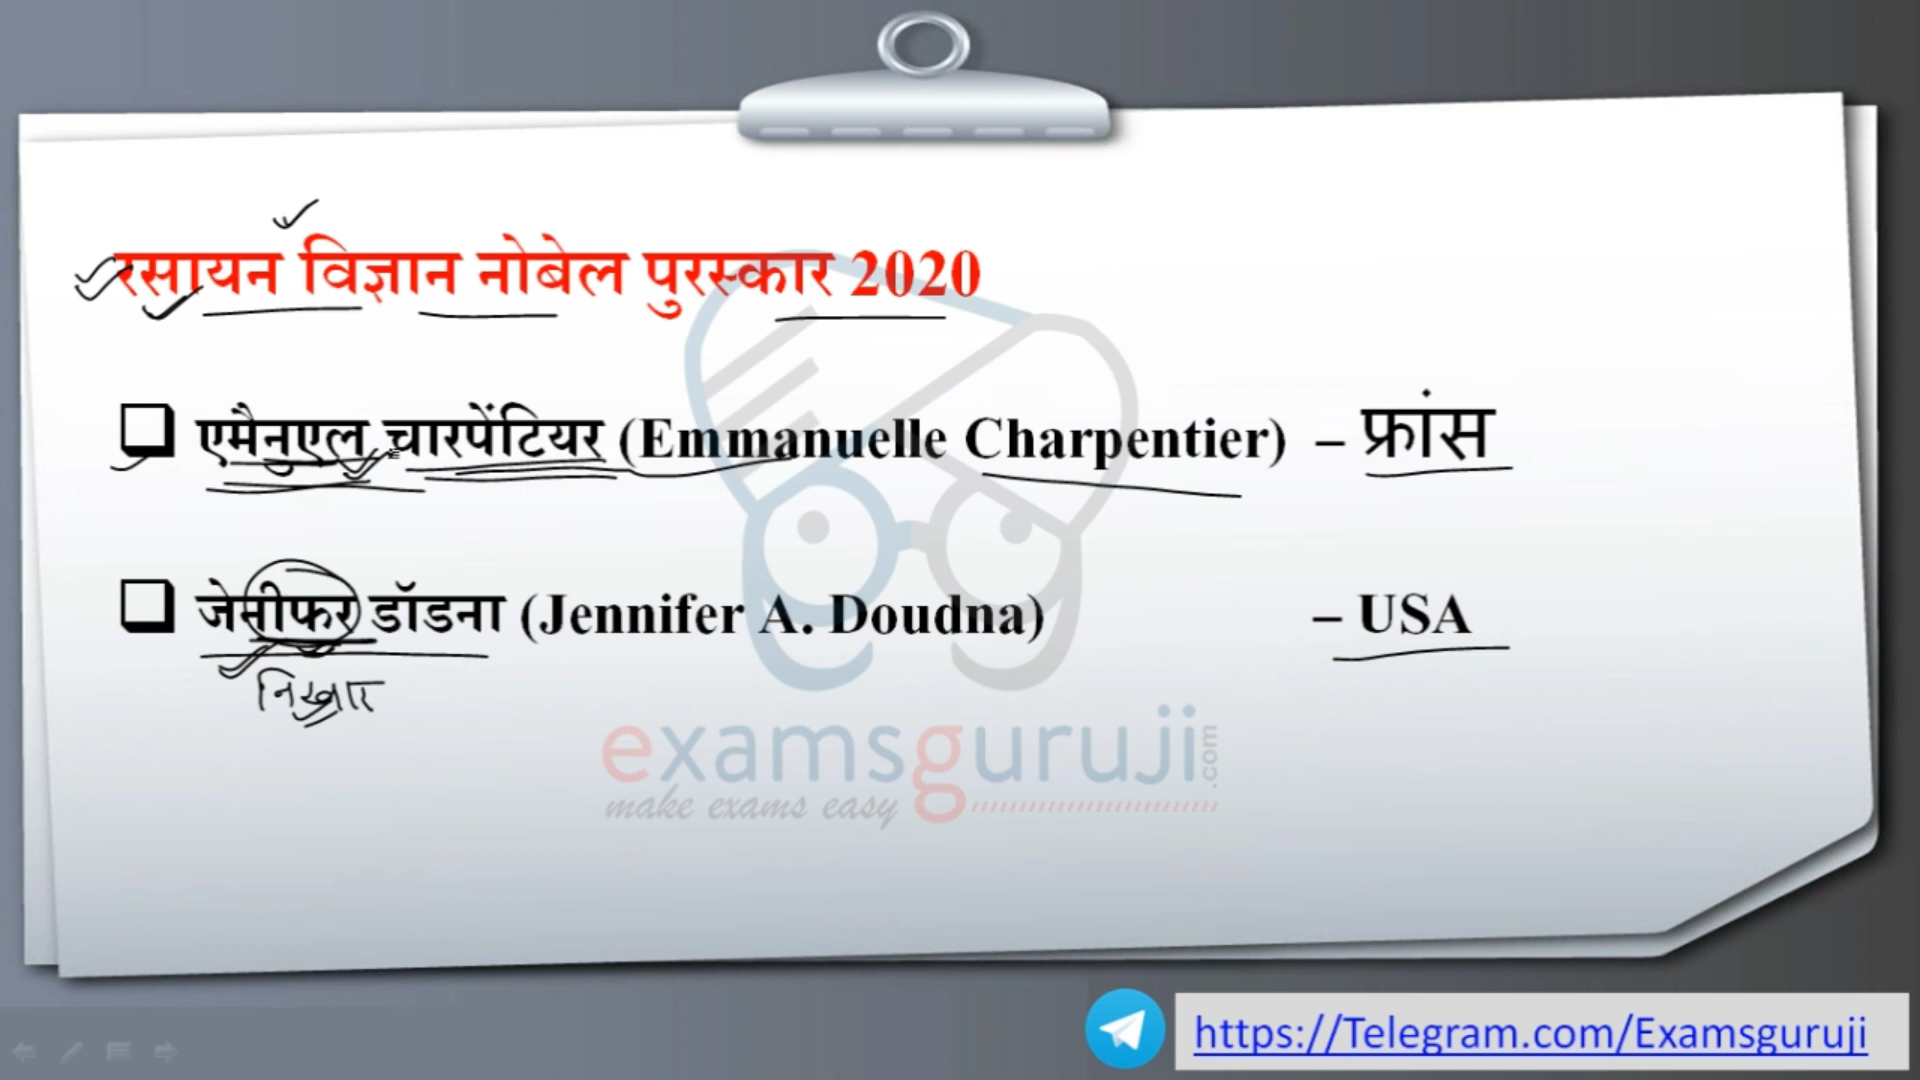 रसायन विज्ञान नोबेल पुरस्कार 2020
एमैनुएल चारपेंटियर (Emmanuelle Charpentier) – फ्रांस
जेनीफर डॉडना (Jennifer A. Doudna) – USA
निखार
examsguruji.com
make exams easy
https://Telegram.com/Examsguruji